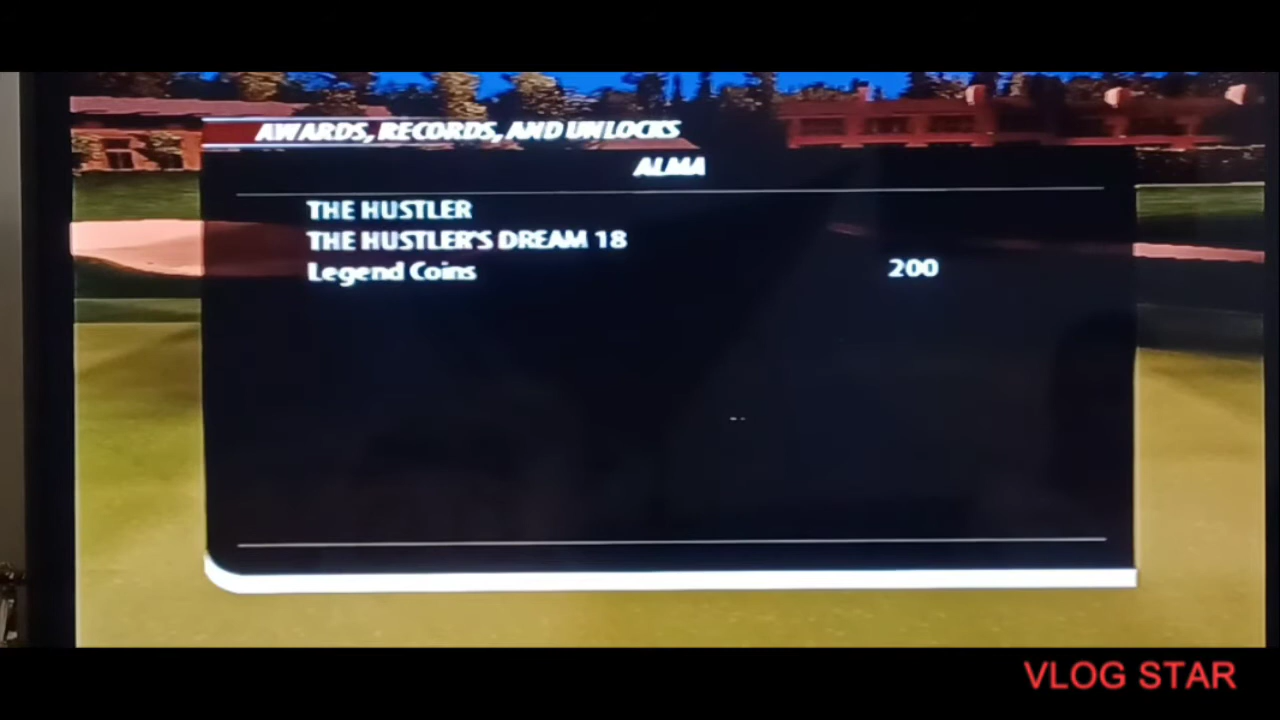 AWARDS, RECORDS, AND UNLOCKS
ALMA
THE HUSTLER
THE HUSTLER'S DREAM 18
Legend Coins 200
VLOG STAR